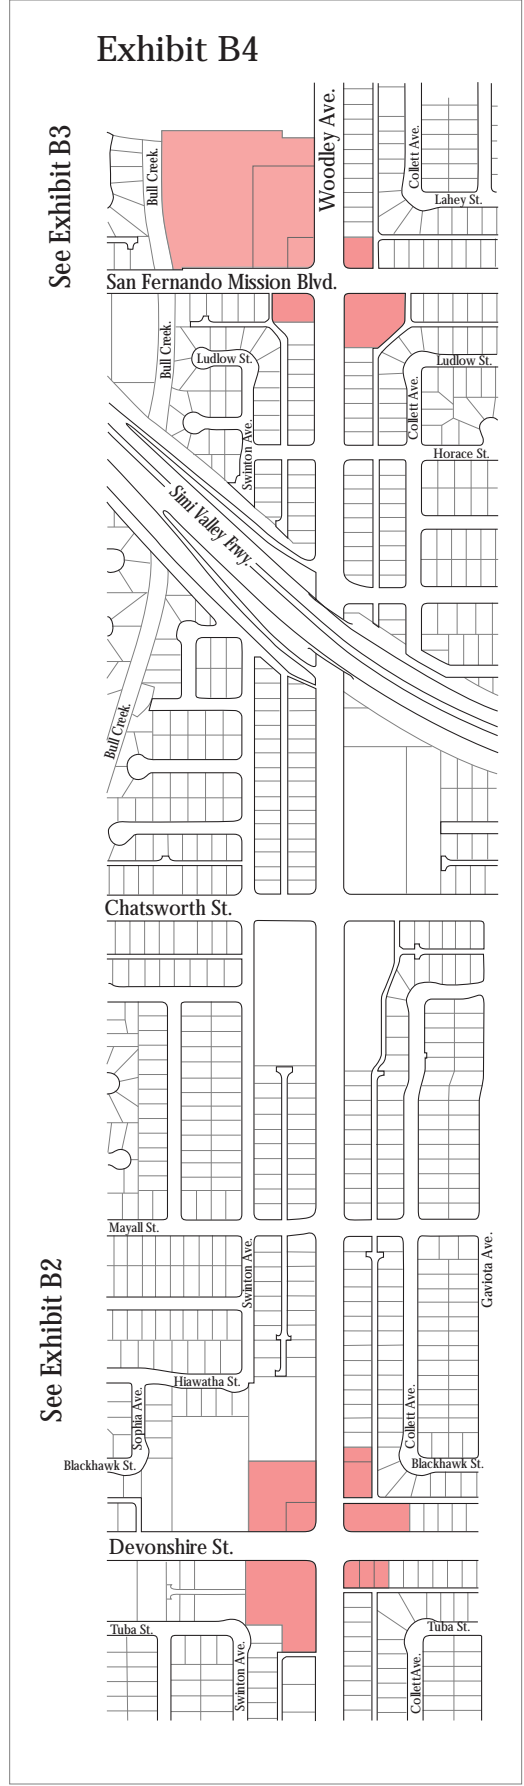 Exhibit B4
See Exhibit B3
Woodley Ave.
Collett Ave.
Bull Creek.
Lahey St.
San Fernando Mission Blvd.
Bull Creek.
Ludlow St.
Ludlow St.
Collett Ave.
Swinton Ave.
Horace St.
Simi Valley Frwy.
Bull Creek.
Chatsworth St.
Mayall St.
Swinton Ave.
Gaviota Ave.
See Exhibit B2
Hiawatha St.
Sophia Ave.
Collett Ave.
Blackhawk St.
Blackhawk St.
Devonshire St.
Tuba St.
Tuba St.
Swinton Ave.
Collett Ave.